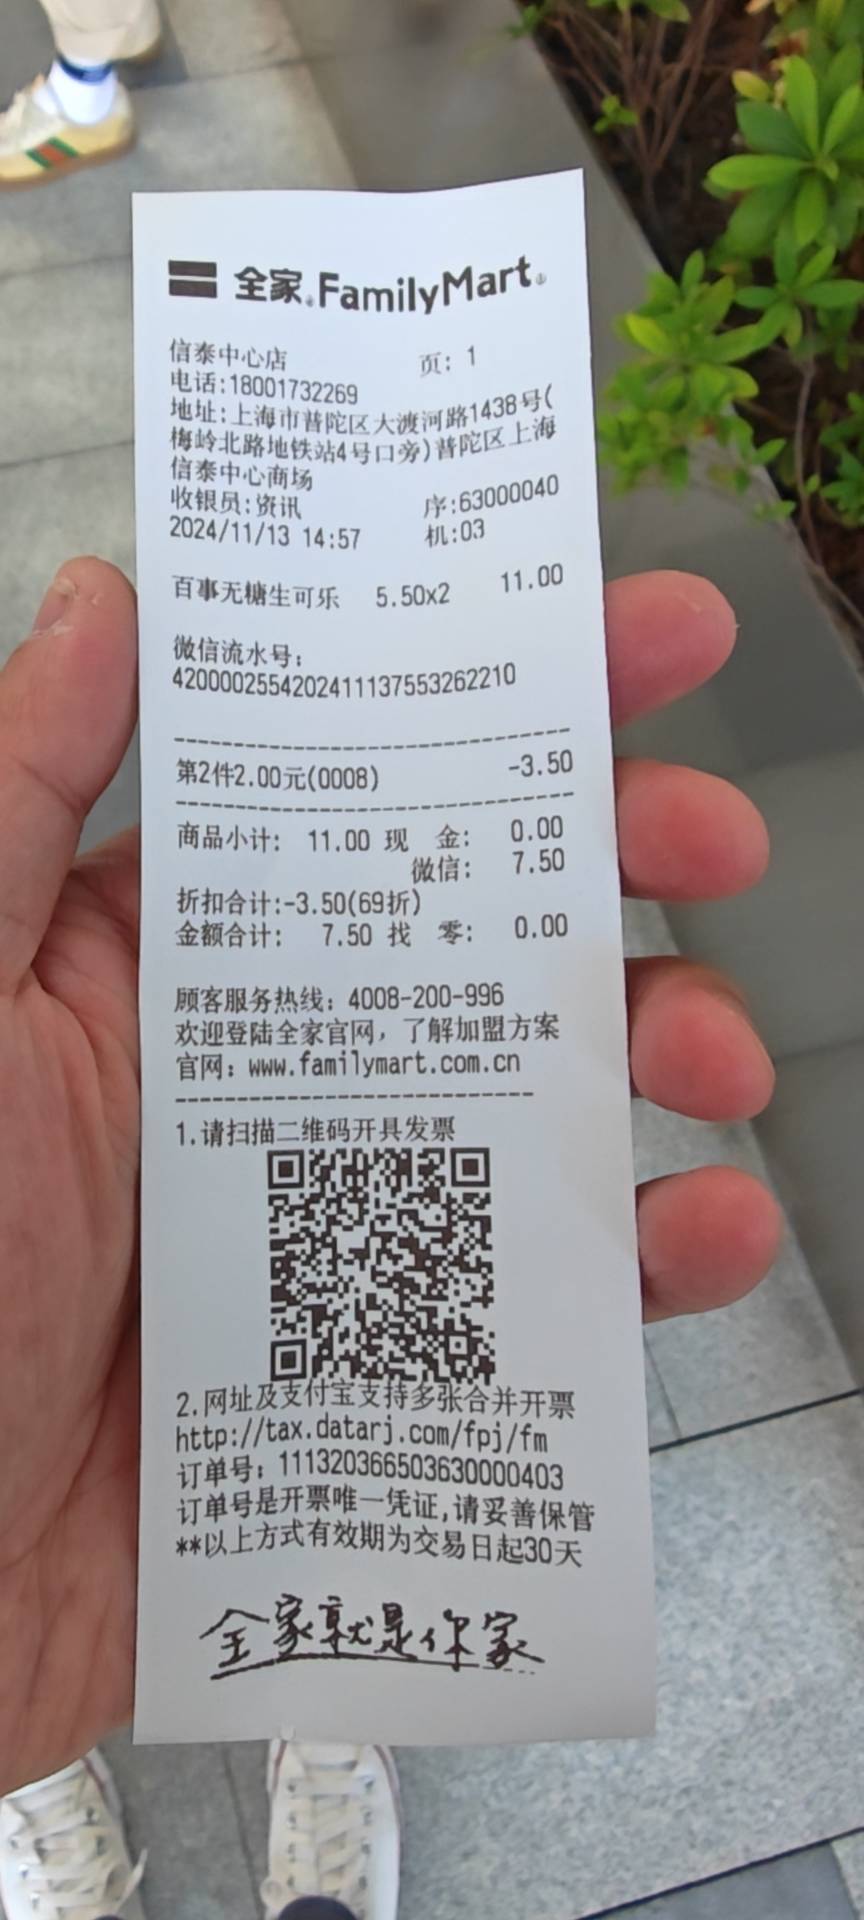 全家 FamilyMart
信泰中心店 页: 1
电话:18001732269
地址:上海市普陀区大渡河路1438号(
梅岭北路地铁站4号口旁)普陀区上海
信泰中心商场
收银员:资讯 序:63000040
2024/11/13 14:57 机:03
百事无糖生可乐 5.50x2 11.00
微信流水号:
4200002554202411137553262210
第2件2.00元(0008) -3.50
商品小计: 11.00 现 金: 0.00
微信: 7.50
折扣合计:-3.50(69折)
金额合计: 7.50 找 零: 0.00
顾客服务热线: 4008-200-996
欢迎登陆全家官网，了解加盟方案
官网: www.familymart.com.cn
1.请扫描二维码开具发票
2.网址及支付宝支持多张合并开票
http://tax.datarj.com/fpj/fm
订单号: 111320366503630000403
订单号是开票唯一凭证,请妥善保管
**以上方式有效期为交易日起30天
全家就是你家